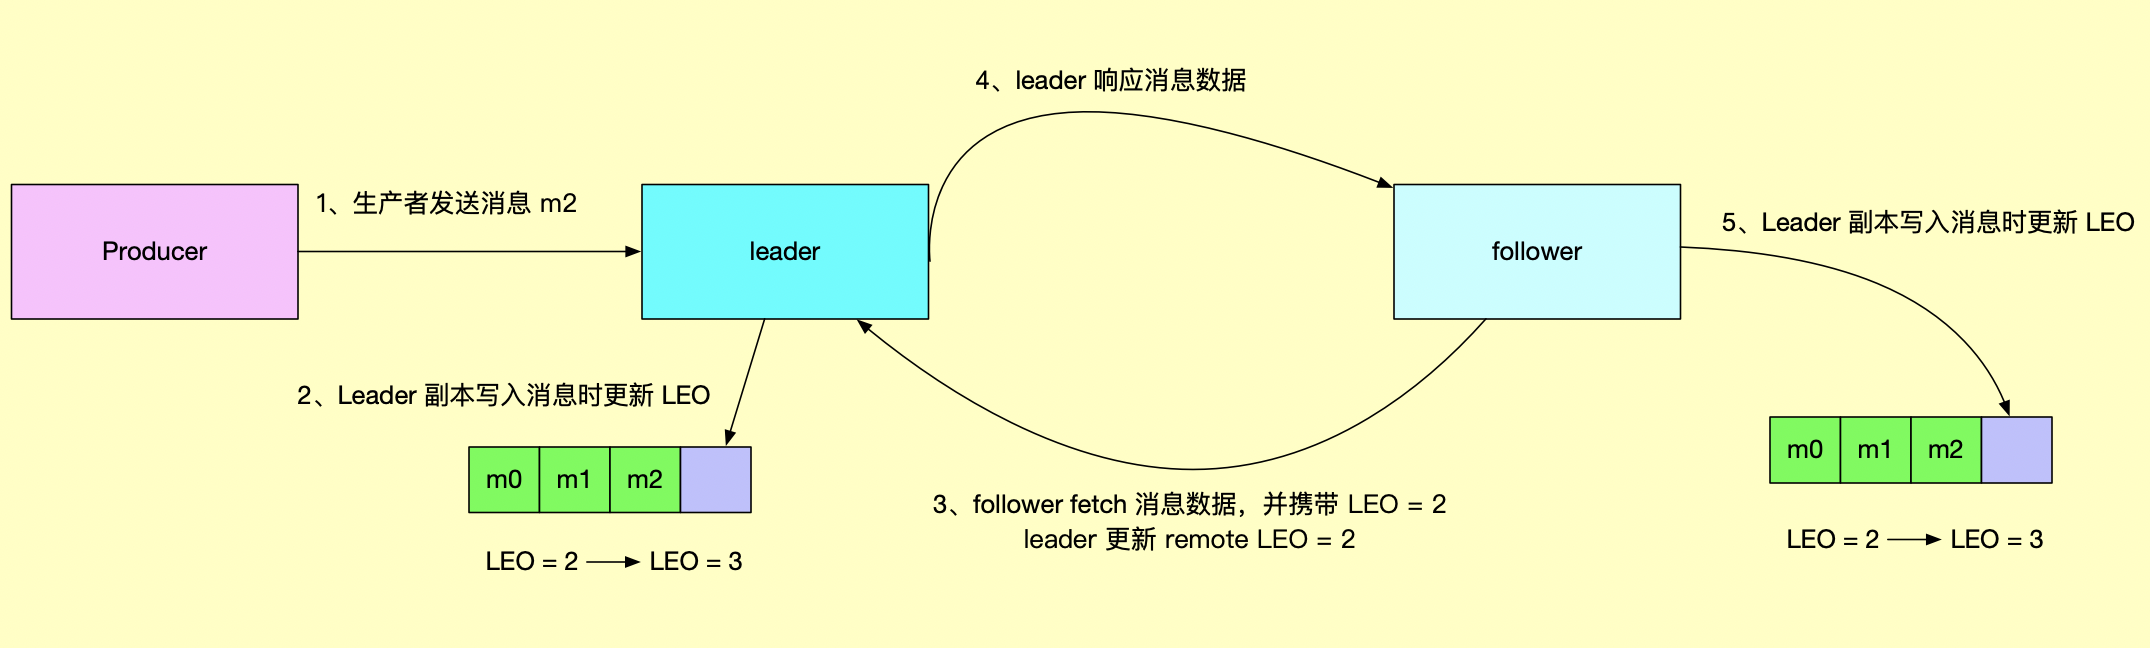 4、leader 响应消息数据
1、生产者发送消息 m2
Producer
leader
follower
5、Leader 副本写入消息时更新 LEO
2、Leader 副本写入消息时更新 LEO
m0 m1 m2
LEO = 2 LEO = 3
3、follower fetch 消息数据，并携带 LEO = 2
leader 更新 remote LEO = 2
m0 m1 m2
LEO = 2 LEO = 3